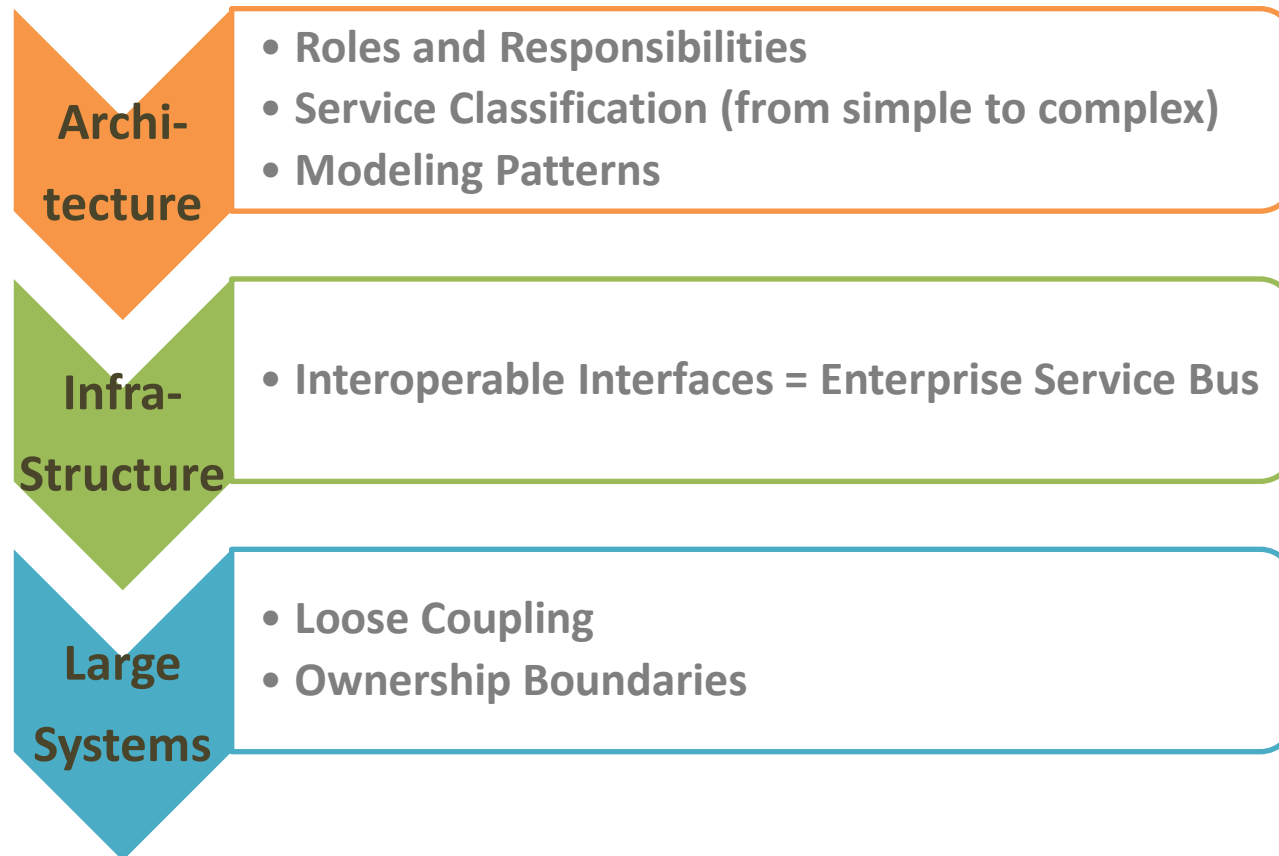 Archi-
tecture
• Roles and Responsibilities
• Service Classification (from simple to complex)
• Modeling Patterns
Infra-
Structure
• Interoperable Interfaces = Enterprise Service Bus
Large
Systems
• Loose Coupling
• Ownership Boundaries